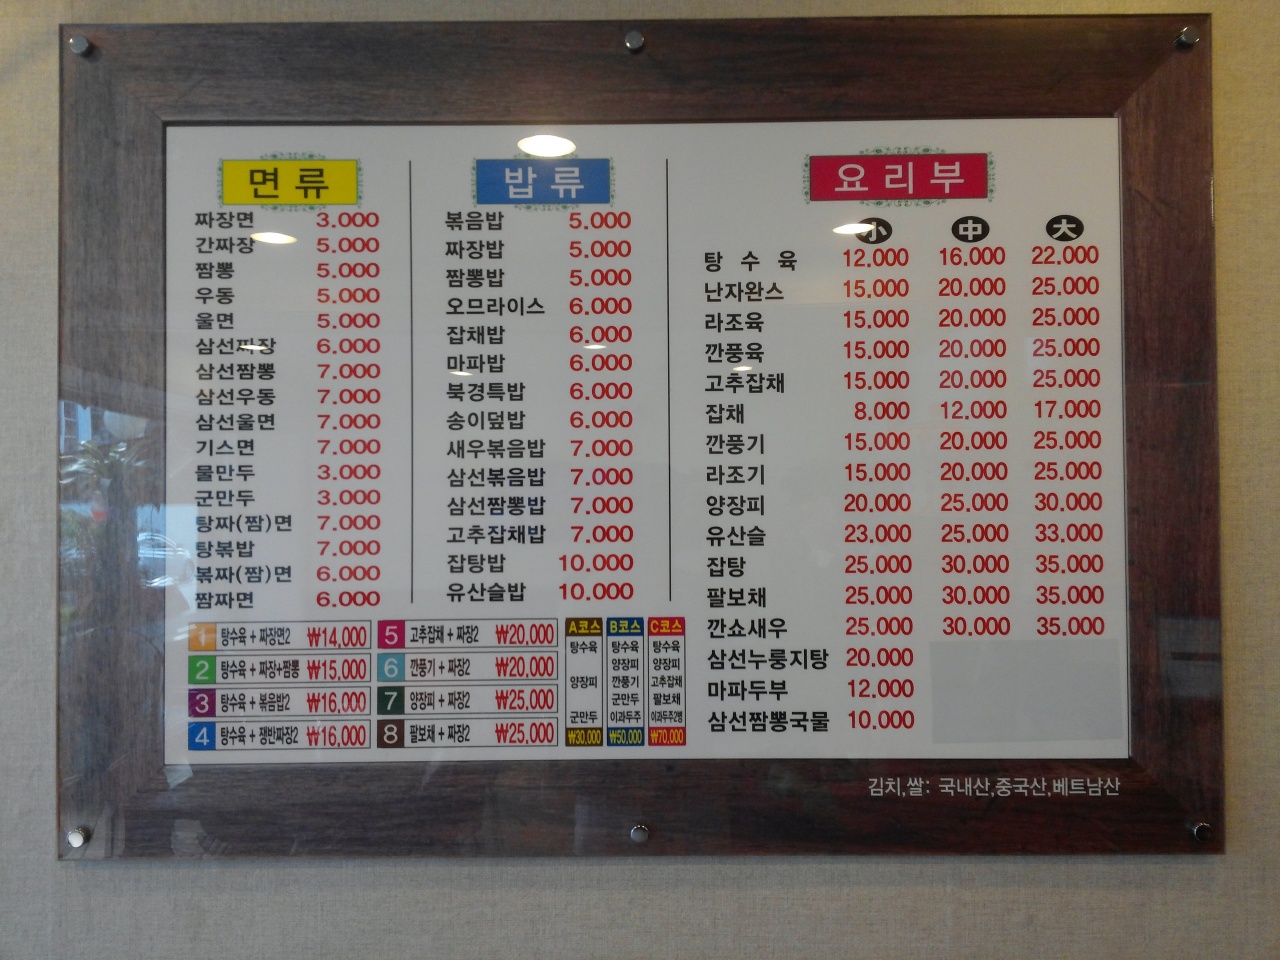 면류
짜장면 3.000
간짜장 5.000
짬뽕 5.000
우동 5.000
울면 5.000
삼선짜장 6.000
삼선짬뽕 7.000
삼선우동 7.000
삼선울면 7.000
기스면 7.000
물만두 3.000
군만두 3.000
탕짜(짬)면 7.000
탕볶밥 7.000
볶짜(짬)면 6.000
짬짜면 6.000
밥류
볶음밥 5.000
짜장밥 5.000
짬뽕밥 5.000
오므라이스 6.000
잡채밥 6.000
마파밥 6.000
북경특밥 6.000
송이덮밥 6.000
새우볶음밥 7.000
삼선볶음밥 7.000
삼선짬뽕밥 7.000
고추잡채밥 7.000
잡탕밥 10.000
유산슬밥 10.000
요리부
小 中 大
탕수육 12.000 16.000 22.000
난자완스 15.000 20.000 25.000
라조육 15.000 20.000 25.000
깐풍육 15.000 20.000 25.000
고추잡채 15.000 20.000 25.000
잡채 8.000 12.000 17.000
깐풍기 15.000 20.000 25.000
라조기 15.000 20.000 25.000
양장피 20.000 25.000 30.000
유산슬 23.000 25.000 33.000
잡탕 25.000 30.000 35.000
팔보채 25.000 30.000 35.000
깐쇼새우 25.000 30.000 35.000
삼선누룽지탕 20.000
마파두부 12.000
삼선짬뽕국물 10.000
1 탕수육 + 짜장면2 ₩14,000
2 탕수육 + 짜장+짬뽕 ₩15,000
3 탕수육 + 볶음밥2 ₩16,000
4 탕수육 + 쟁반짜장2 ₩16,000
5 고추잡채 + 짜장2 ₩20,000
6 깐풍기 + 짜장2 ₩20,000
7 양장피 + 짜장2 ₩25,000
8 팔보채 + 짜장2 ₩25,000
A코스
탕수육
양장피
군만두
₩30,000
B코스
탕수육
양장피
깐풍기
군만두
이과두주
₩50,000
C코스
탕수육
양장피
고추잡채
팔보채
이과두주2병
₩70,000
김치,쌀: 국내산,중국산,베트남산